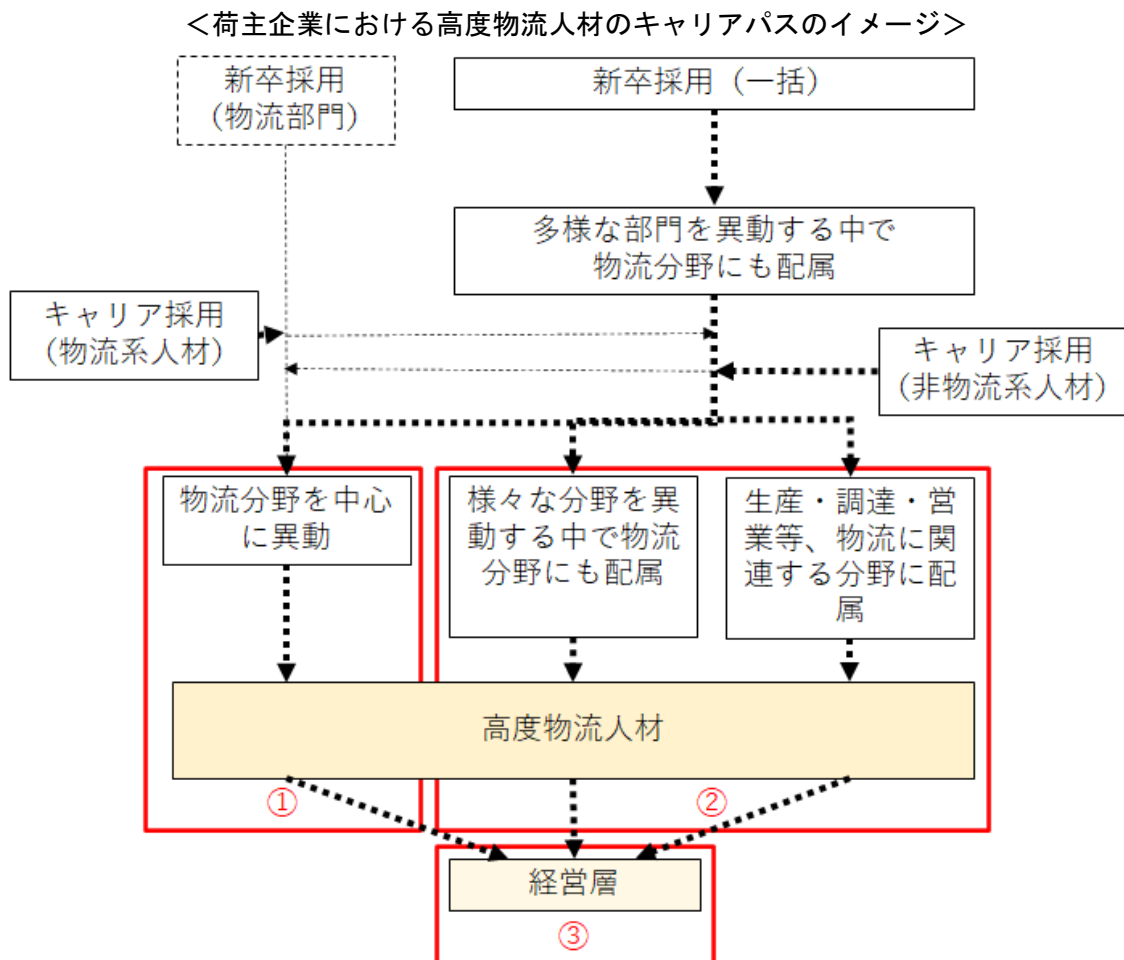 ＜荷主企業における高度物流人材のキャリアパスのイメージ＞
新卒採用
（物流部門）
新卒採用（一括）
多様な部門を異動する中で
物流分野にも配属
キャリア採用
（物流系人材）
キャリア採用
（非物流系人材）
物流分野を中心
に異動
様々な分野を異
動する中で物流
分野にも配属
生産・調達・営
業等、物流に関
連する分野に配
属
高度物流人材
①
②
経営層
③